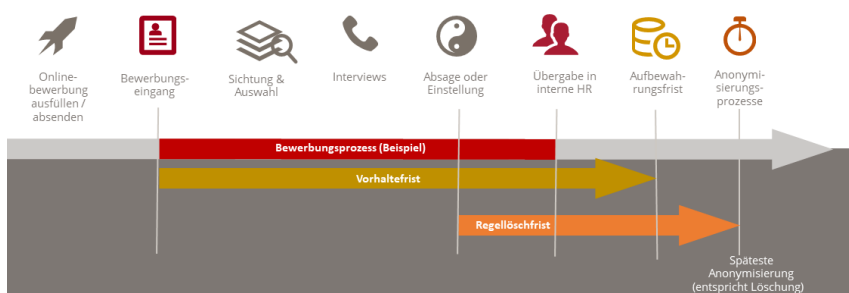 Online-
bewerbung
ausfüllen /
absenden
Bewerbungs-
eingang
Sichtung &
Auswahl
Interviews
Absage oder
Einstellung
Übergabe in
interne HR
Aufbewah-
rungsfrist
Anonymi-
sierungs-
prozesse
Bewerbungsprozess (Beispiel)
Vorhaltefrist
Regellöschfrist
Späteste
Anonymisierung
(entspricht Löschung)